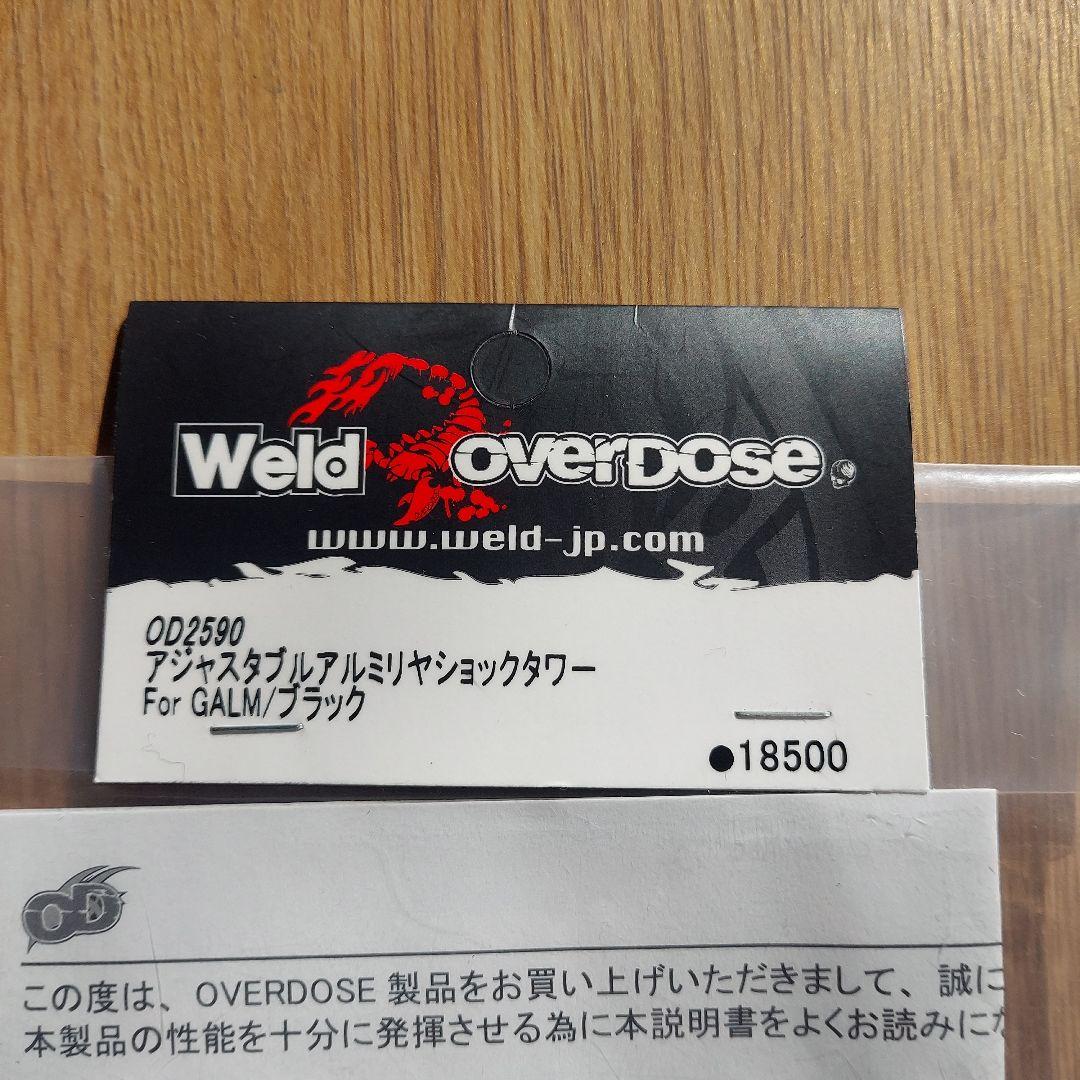 Weld OVERDOSE
www.weld-jp.com
OD2590
アジャスタブルアルミリヤショックタワー
For GALM/ブラック
●18500
OD
この度は、OVERDOSE 製品をお買い上げいただきまして、誠に
本製品の性能を十分に発揮させる為に本説明書をよくお読みに